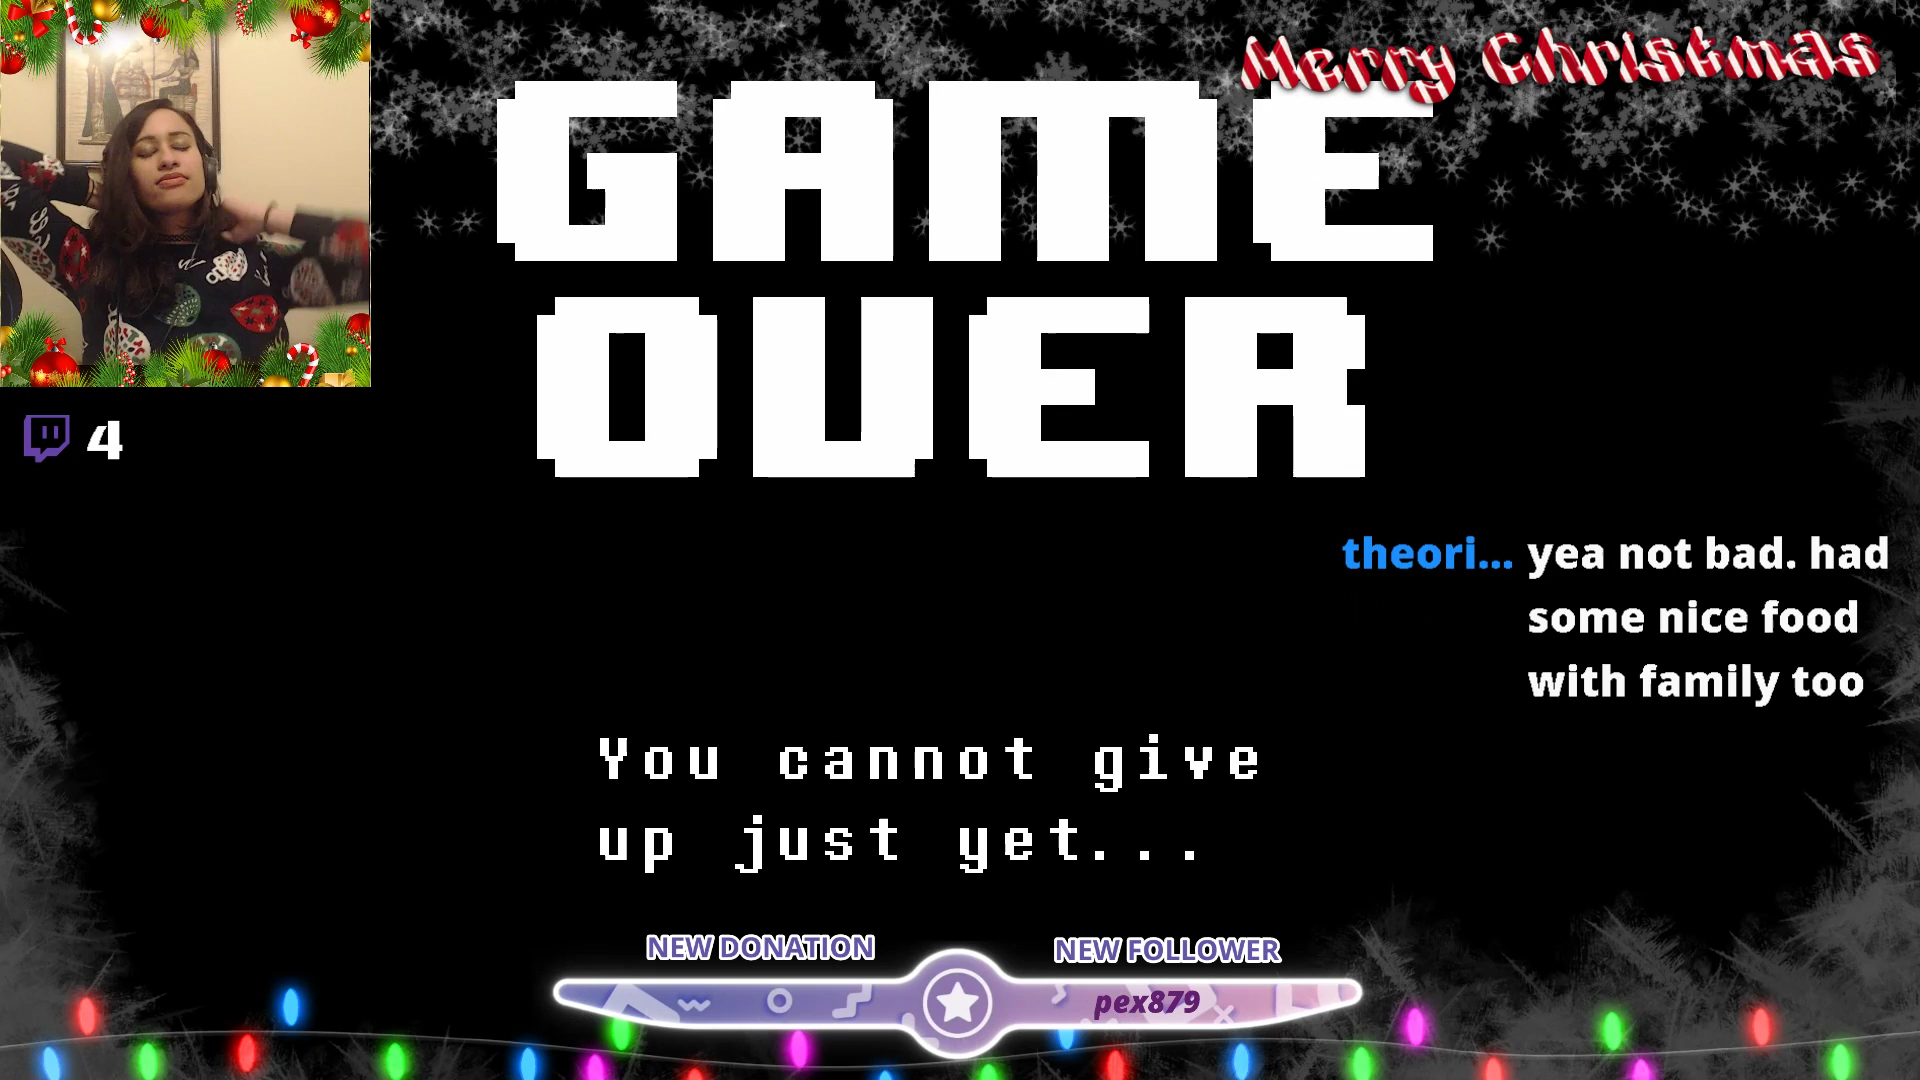 Merry Christmas
GAME
OVER
4
theori... yea not bad. had
some nice food
with family too
You cannot give
up just yet...
NEW DONATION
NEW FOLLOWER
pex879